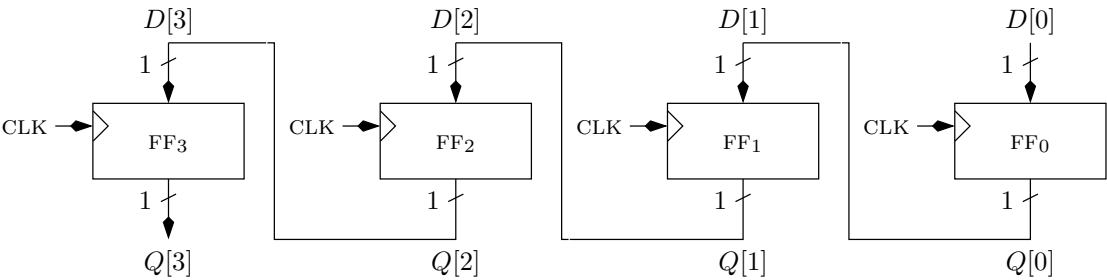 D[3] D[2] D[1] D[0]
1 1 1 1
CLK FF3 CLK FF2 CLK FF1 CLK FF0
1 1 1 1
Q[3] Q[2] Q[1] Q[0]